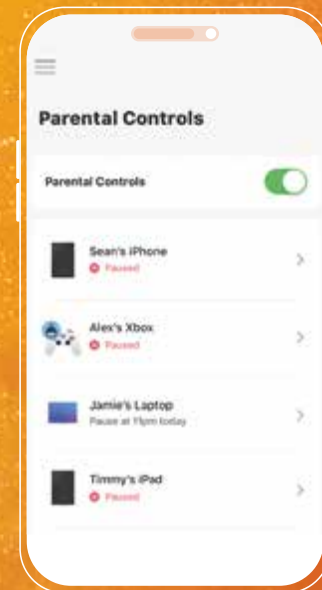 Parental Controls
Parental Controls
Sean's iPhone
Paused
Alex's Xbox
Paused
Jamie's Laptop
Pause at 11pm today
Timmy's iPad
Paused